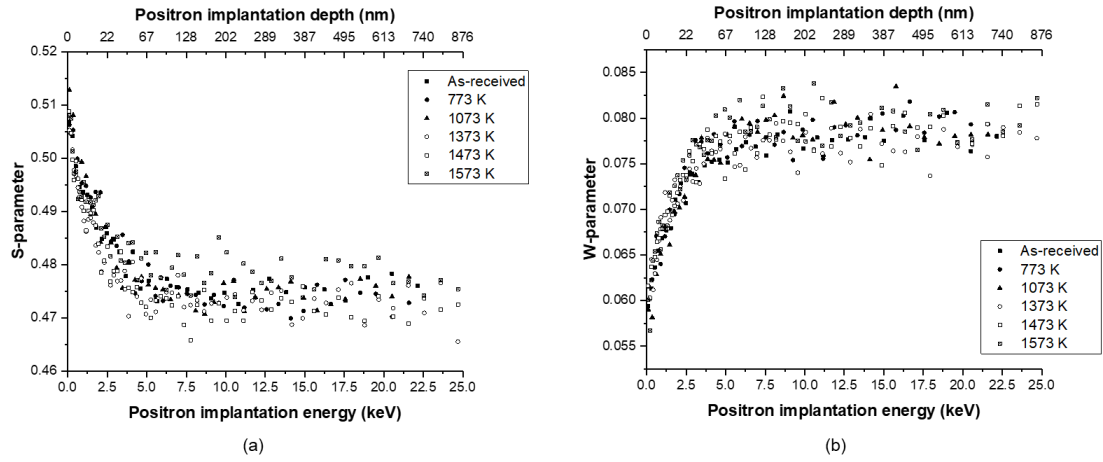 Positron implantation depth (nm)
0 22 67 128 202 289 387 495 613 740 876
0.52
0.51
0.50
0.49
0.48
0.47
0.46
S-parameter
As-received
773 K
1073 K
1373 K
1473 K
1573 K
0.0 2.5 5.0 7.5 10.0 12.5 15.0 17.5 20.0 22.5 25.0
Positron implantation energy (keV)
(a)
Positron implantation depth (nm)
0 22 67 128 202 289 387 495 613 740 876
0.085
0.080
0.075
0.070
0.065
0.060
0.055
W-parameter
As-received
773 K
1073 K
1373 K
1473 K
1573 K
0.0 2.5 5.0 7.5 10.0 12.5 15.0 17.5 20.0 22.5 25.0
Positron implantation energy (keV)
(b)